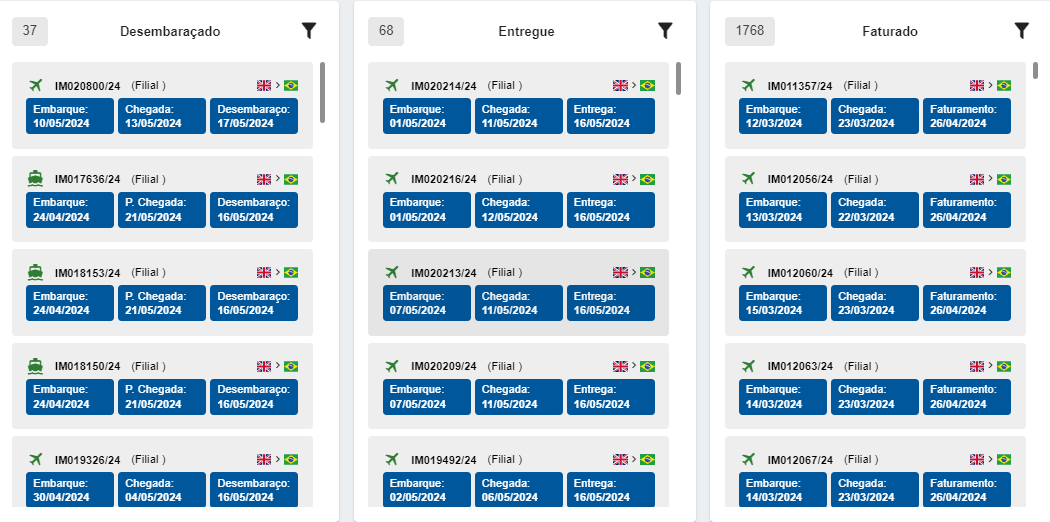 37 Desembaraçado
IM020800/24 (Filial )
Embarque: Chegada: Desembaraço:
10/05/2024 13/05/2024 17/05/2024
IM017636/24 (Filial )
Embarque: P. Chegada: Desembaraço:
24/04/2024 21/05/2024 16/05/2024
IM018153/24 (Filial )
Embarque: P. Chegada: Desembaraço:
24/04/2024 21/05/2024 16/05/2024
IM018150/24 (Filial )
Embarque: P. Chegada: Desembaraço:
24/04/2024 21/05/2024 16/05/2024
IM019326/24 (Filial )
Embarque: Chegada: Desembaraço:
30/04/2024 04/05/2024 16/05/2024
68 Entregue
IM020214/24 (Filial )
Embarque: Chegada: Entrega:
01/05/2024 11/05/2024 16/05/2024
IM020216/24 (Filial )
Embarque: Chegada: Entrega:
01/05/2024 12/05/2024 16/05/2024
IM020213/24 (Filial )
Embarque: Chegada: Entrega:
07/05/2024 11/05/2024 16/05/2024
IM020209/24 (Filial )
Embarque: Chegada: Entrega:
07/05/2024 11/05/2024 16/05/2024
IM019492/24 (Filial )
Embarque: Chegada: Entrega:
02/05/2024 06/05/2024 16/05/2024
1768 Faturado
IM011357/24 (Filial )
Embarque: Chegada: Faturamento:
12/03/2024 23/03/2024 26/04/2024
IM012056/24 (Filial )
Embarque: Chegada: Faturamento:
13/03/2024 22/03/2024 26/04/2024
IM012060/24 (Filial )
Embarque: Chegada: Faturamento:
15/03/2024 23/03/2024 26/04/2024
IM012063/24 (Filial )
Embarque: Chegada: Faturamento:
14/03/2024 23/03/2024 26/04/2024
IM012067/24 (Filial )
Embarque: Chegada: Faturamento:
14/03/2024 23/03/2024 26/04/2024